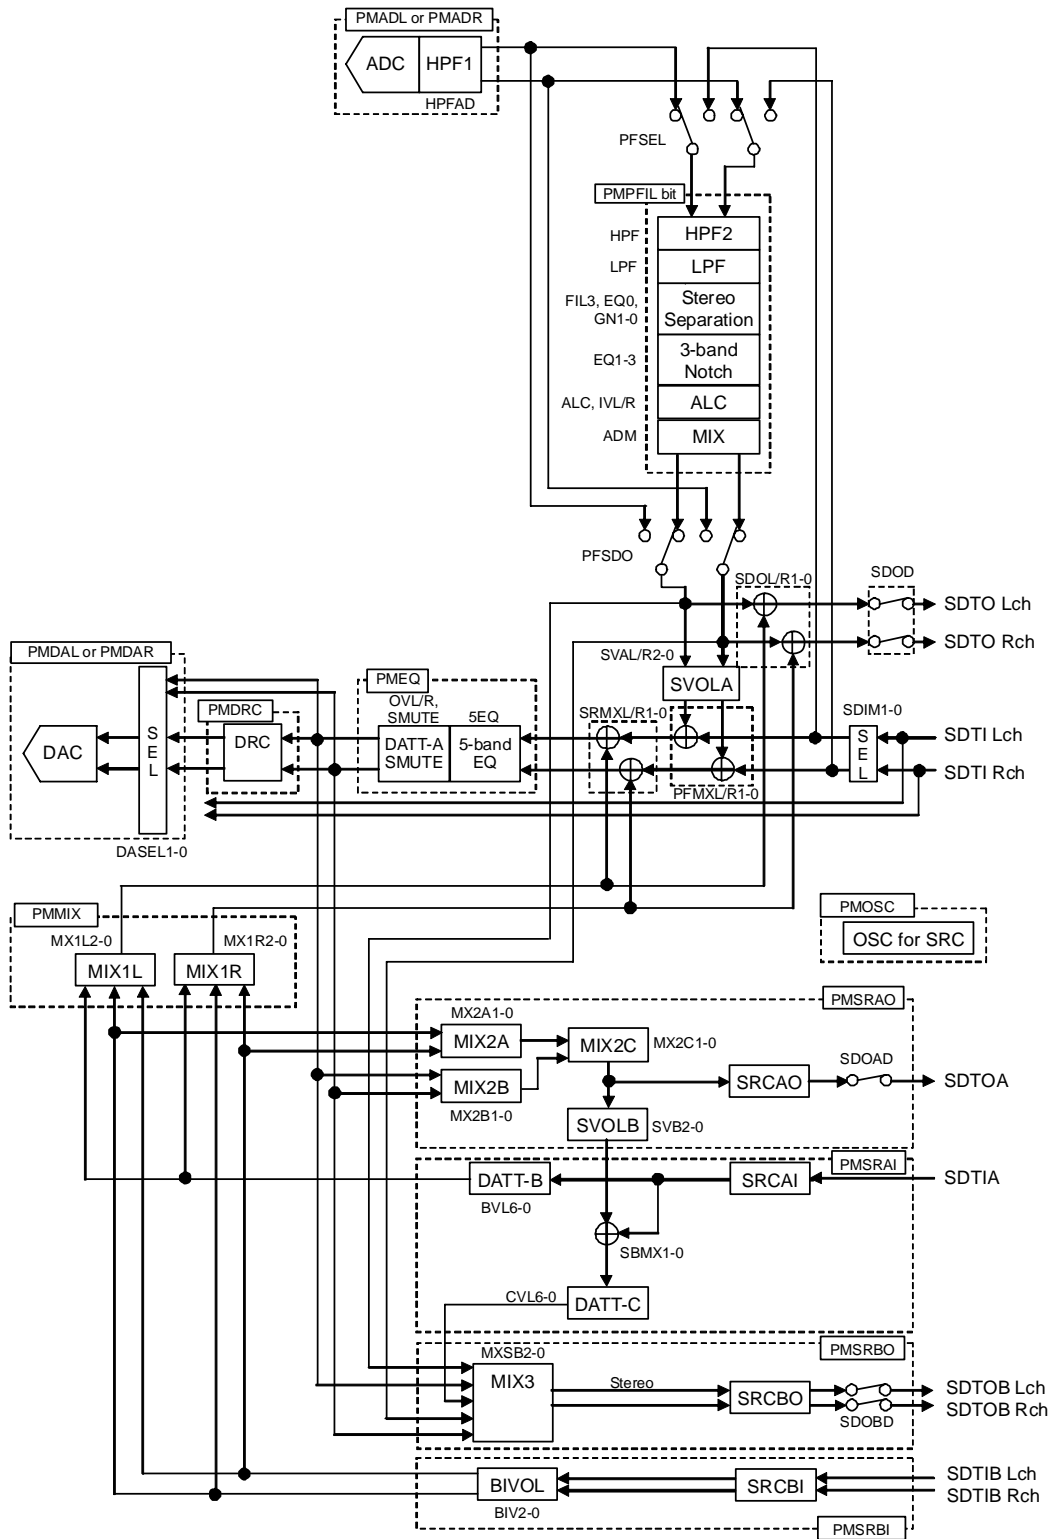 PMADL or PMADR
ADC
HPF1
HPFAD
PFSEL
PMPFIL bit
HPF
HPF2
LPF
LPF
FIL3, EQ0,
GN1-0
Stereo
Separation
EQ1-3
3-band
Notch
ALC, IVL/R
ALC
ADM
MIX
PFSDO
SDOL/R1-0
SDOD
SDTO Lch
SDTO Rch
PMDAL or PMDAR
SVAL/R2-0
SVOLA
PMEQ
OVL/R,
SMUTE
5EQ
PMDRC
SRMXL/R1-0
SDIM1-0
DAC
S
E
L
DRC
DATT-A
SMUTE
5-band
EQ
S
E
L
SDTI Lch
SDTI Rch
PFMXL/R1-0
DASEL1-0
PMMIX
PMOSC
MX1L2-0
MX1R2-0
OSC for SRC
MIX1L
MIX1R
PMSRAO
MX2A1-0
MIX2A
MIX2C
MX2C1-0
SDOAD
MIX2B
SRCAO
SDTOA
MX2B1-0
SVOLB
SVB2-0
PMSRAI
DATT-B
SRCAI
SDTIA
BVL6-0
SBMX1-0
CVL6-0
DATT-C
PMSRBO
MXSB2-0
MIX3
Stereo
SRCBO
SDTOB Lch
SDTOB Rch
SDOBD
BIVOL
SRCBI
SDTIB Lch
SDTIB Rch
BIV2-0
PMSRBI